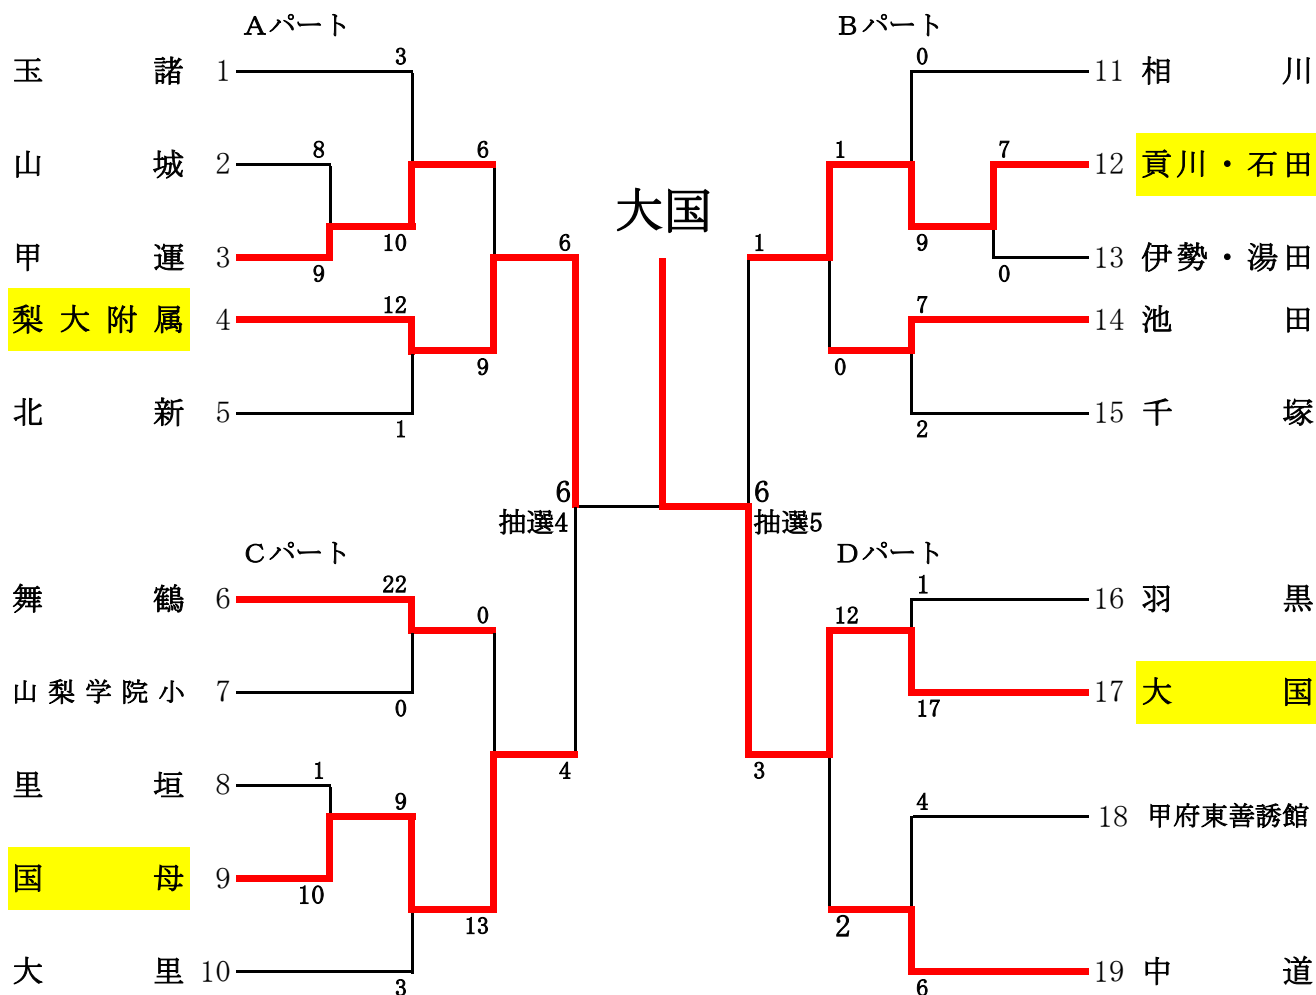 Aパート
3
玉諸 1
8
山城 2
6
甲運 3
10
9
6
梨大附属 4
12
9
北新 5
1
大国
Bパート
0
11 相川
1
7
12 貢川・石田
1
9
13 伊勢・湯田
0
7
14 池田
0
15 千塚
2
6
抽選4
6
抽選5
Cパート
22
舞鶴 6
0
山梨学院小 7
0
4
1
里垣 8
9
国母 9
10
13
大里 10
3
Dパート
1
16 羽黒
12
17 大国
17
3
4
18 甲府東善誘館
2
19 中道
6